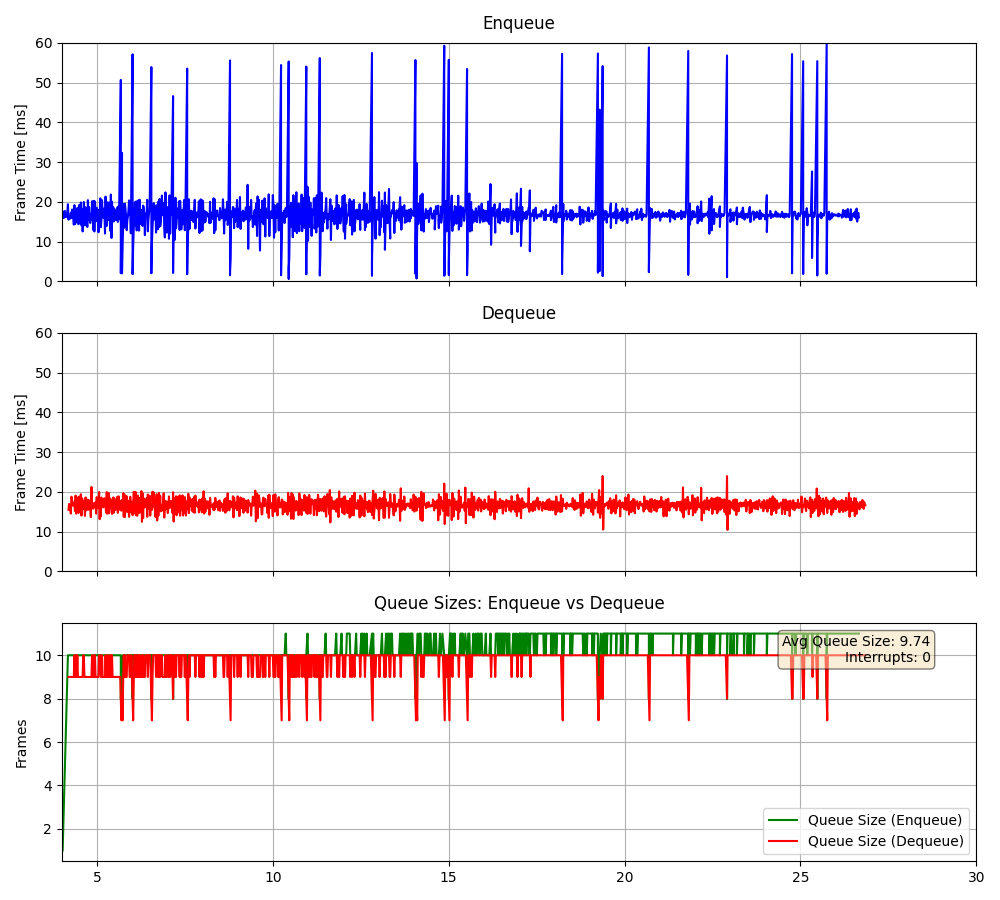 Enqueue
Frame Time [ms]
60
50
40
30
20
10
0
Dequeue
Frame Time [ms]
60
50
40
30
20
10
0
Queue Sizes: Enqueue vs Dequeue
Frames
10
8
6
4
2
Avg Queue Size: 9.74
Interrupts: 0
Queue Size (Enqueue)
Queue Size (Dequeue)
5 10 15 20 25 30